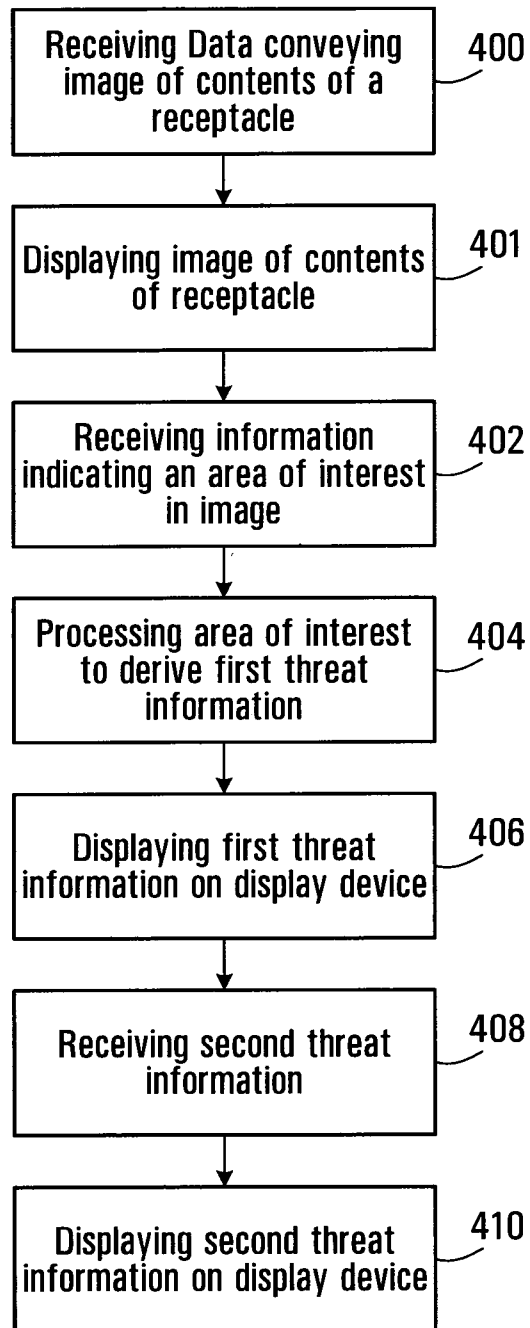 Receiving Data conveying
image of contents of a
receptacle
400
Displaying image of contents
of receptacle
401
Receiving information
indicating an area of interest
in image
402
Processing area of interest
to derive first threat
information
404
Displaying first threat
information on display device
406
Receiving second threat
information
408
Displaying second threat
information on display device
410